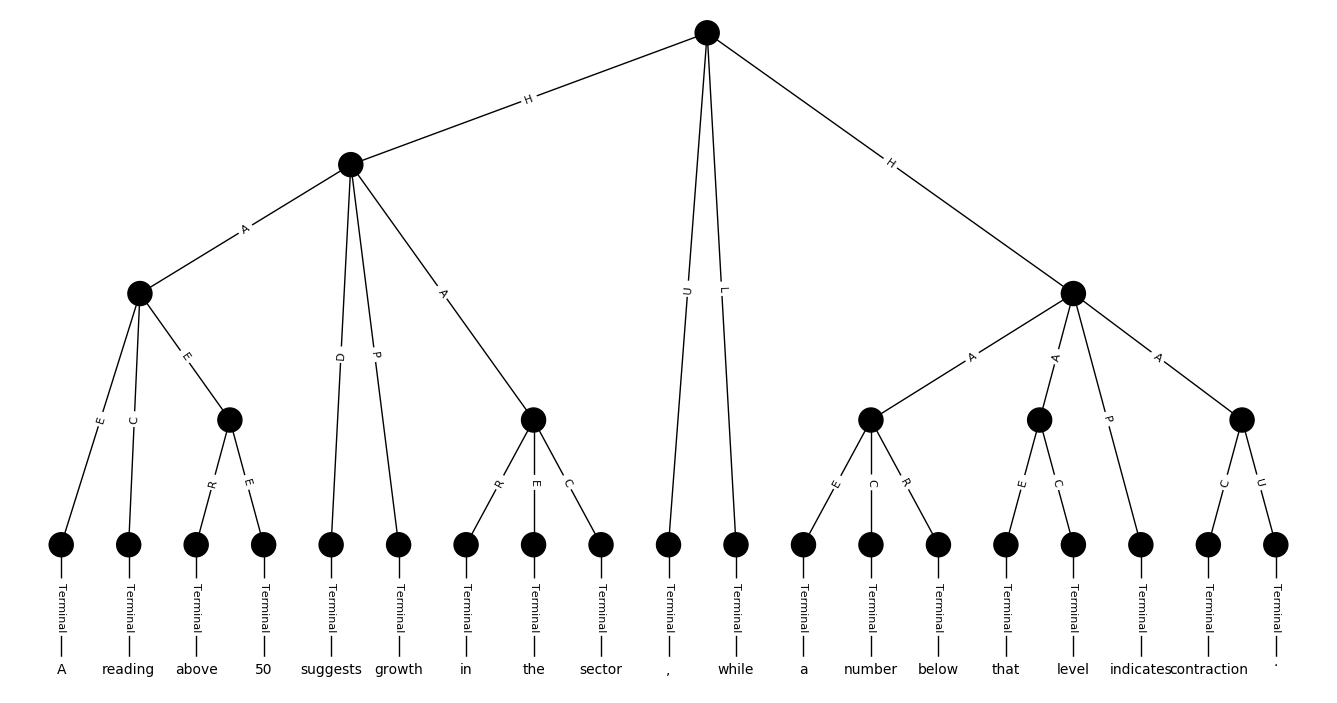 H
H
A
A
U
L
E
D
P
A
A
A
E
C
P
R
E
R
E
C
E
C
R
E
C
C
U
Terminal Terminal Terminal Terminal Terminal Terminal Terminal Terminal Terminal Terminal Terminal Terminal Terminal Terminal Terminal Terminal Terminal Terminal Terminal
A reading above 50 suggests growth in the sector , while a number below that level indicates contraction .